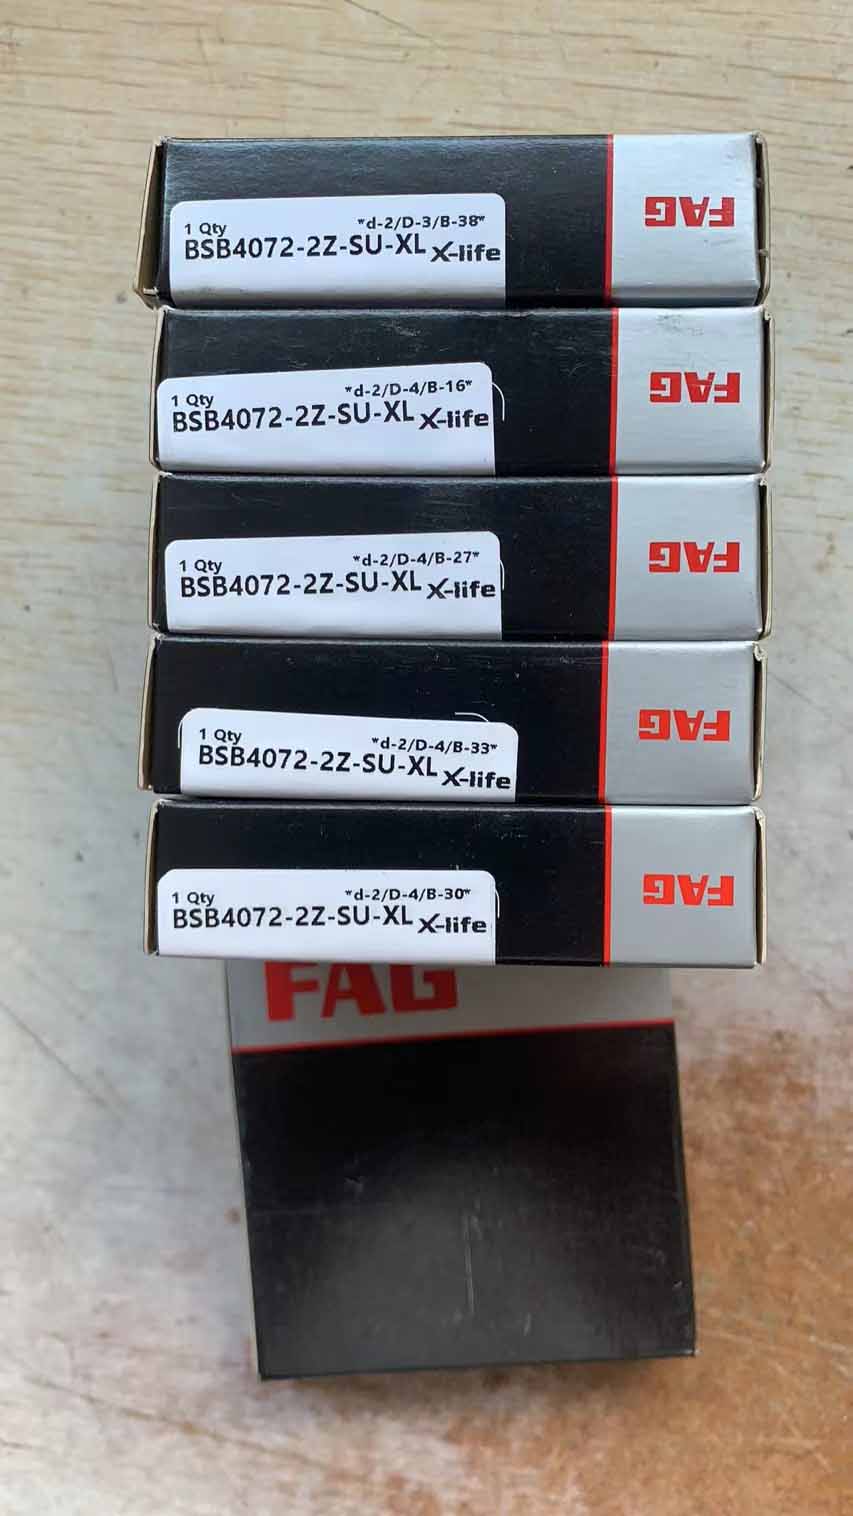 1 Qty *d-2/D-3/B-38*
BSB4072-2Z-SU-XL X-life
FAG
1 Qty *d-2/D-4/B-16*
BSB4072-2Z-SU-XL X-life
FAG
1 Qty *d-2/D-4/B-27*
BSB4072-2Z-SU-XL X-life
FAG
1 Qty *d-2/D-4/B-33*
BSB4072-2Z-SU-XL X-life
FAG
1 Qty *d-2/D-4/B-30*
BSB4072-2Z-SU-XL X-life
FAG
FAG